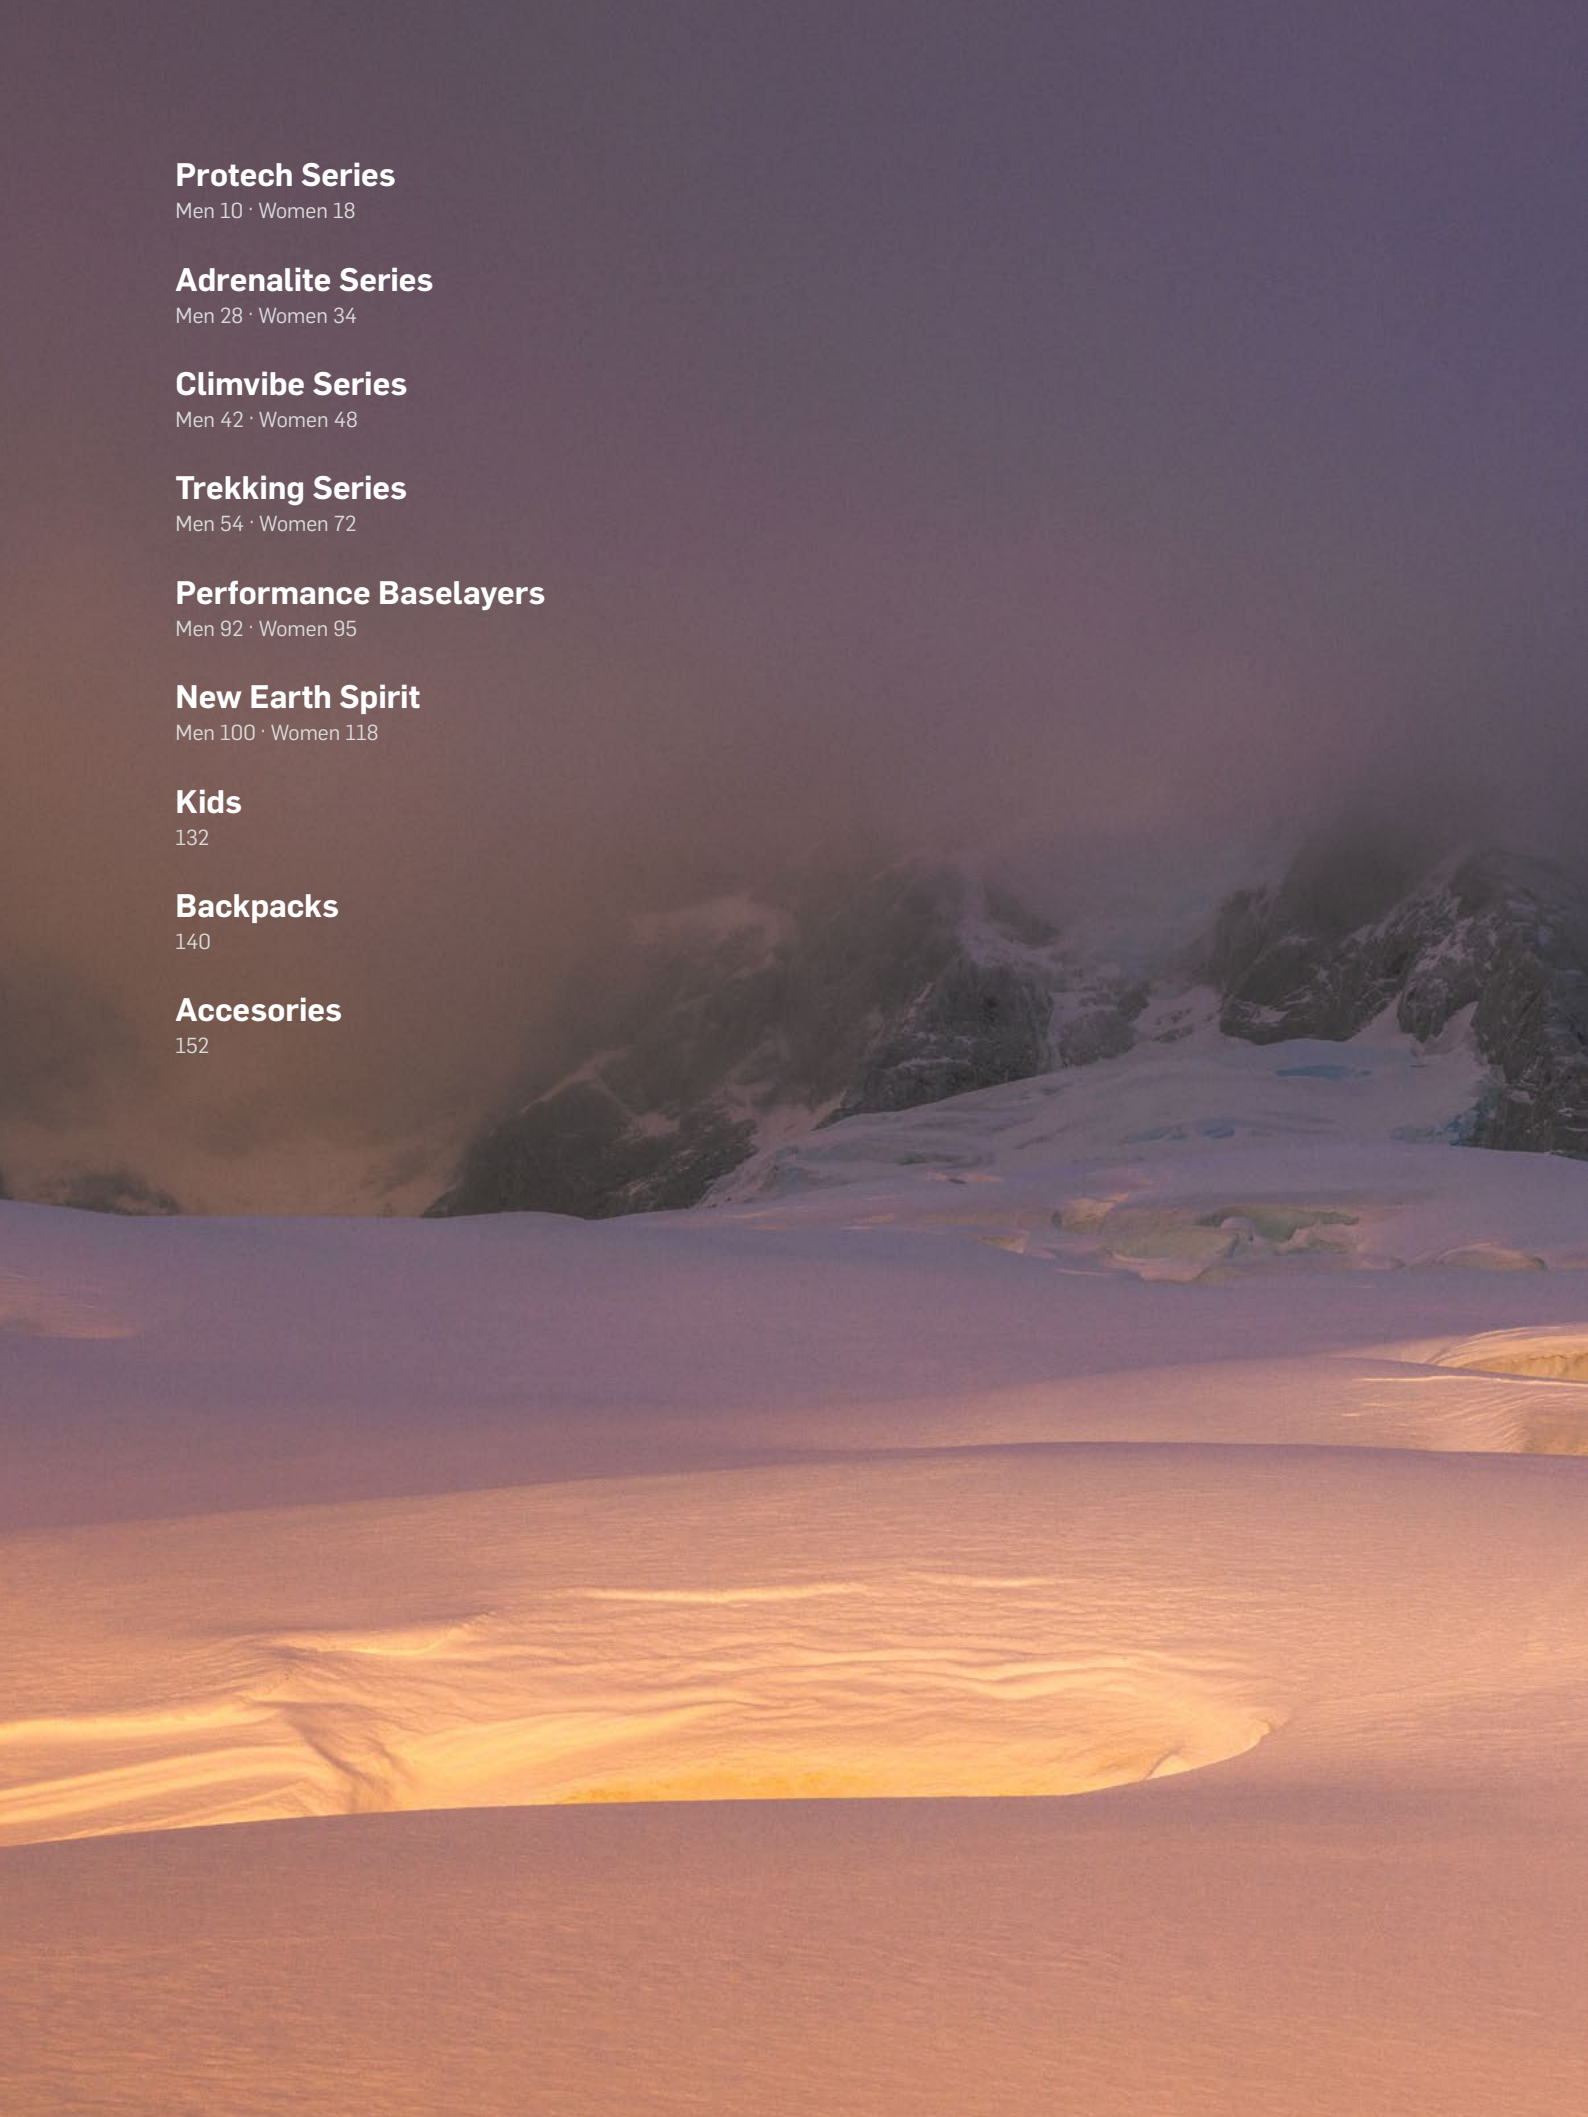 Protech Series
Men 10 · Women 18
Adrenalite Series
Men 28 · Women 34
Climvibe Series
Men 42 · Women 48
Trekking Series
Men 54 · Women 72
Performance Baselayers
Men 92 · Women 95
New Earth Spirit
Men 100 · Women 118
Kids
132
Backpacks
140
Accesories
152